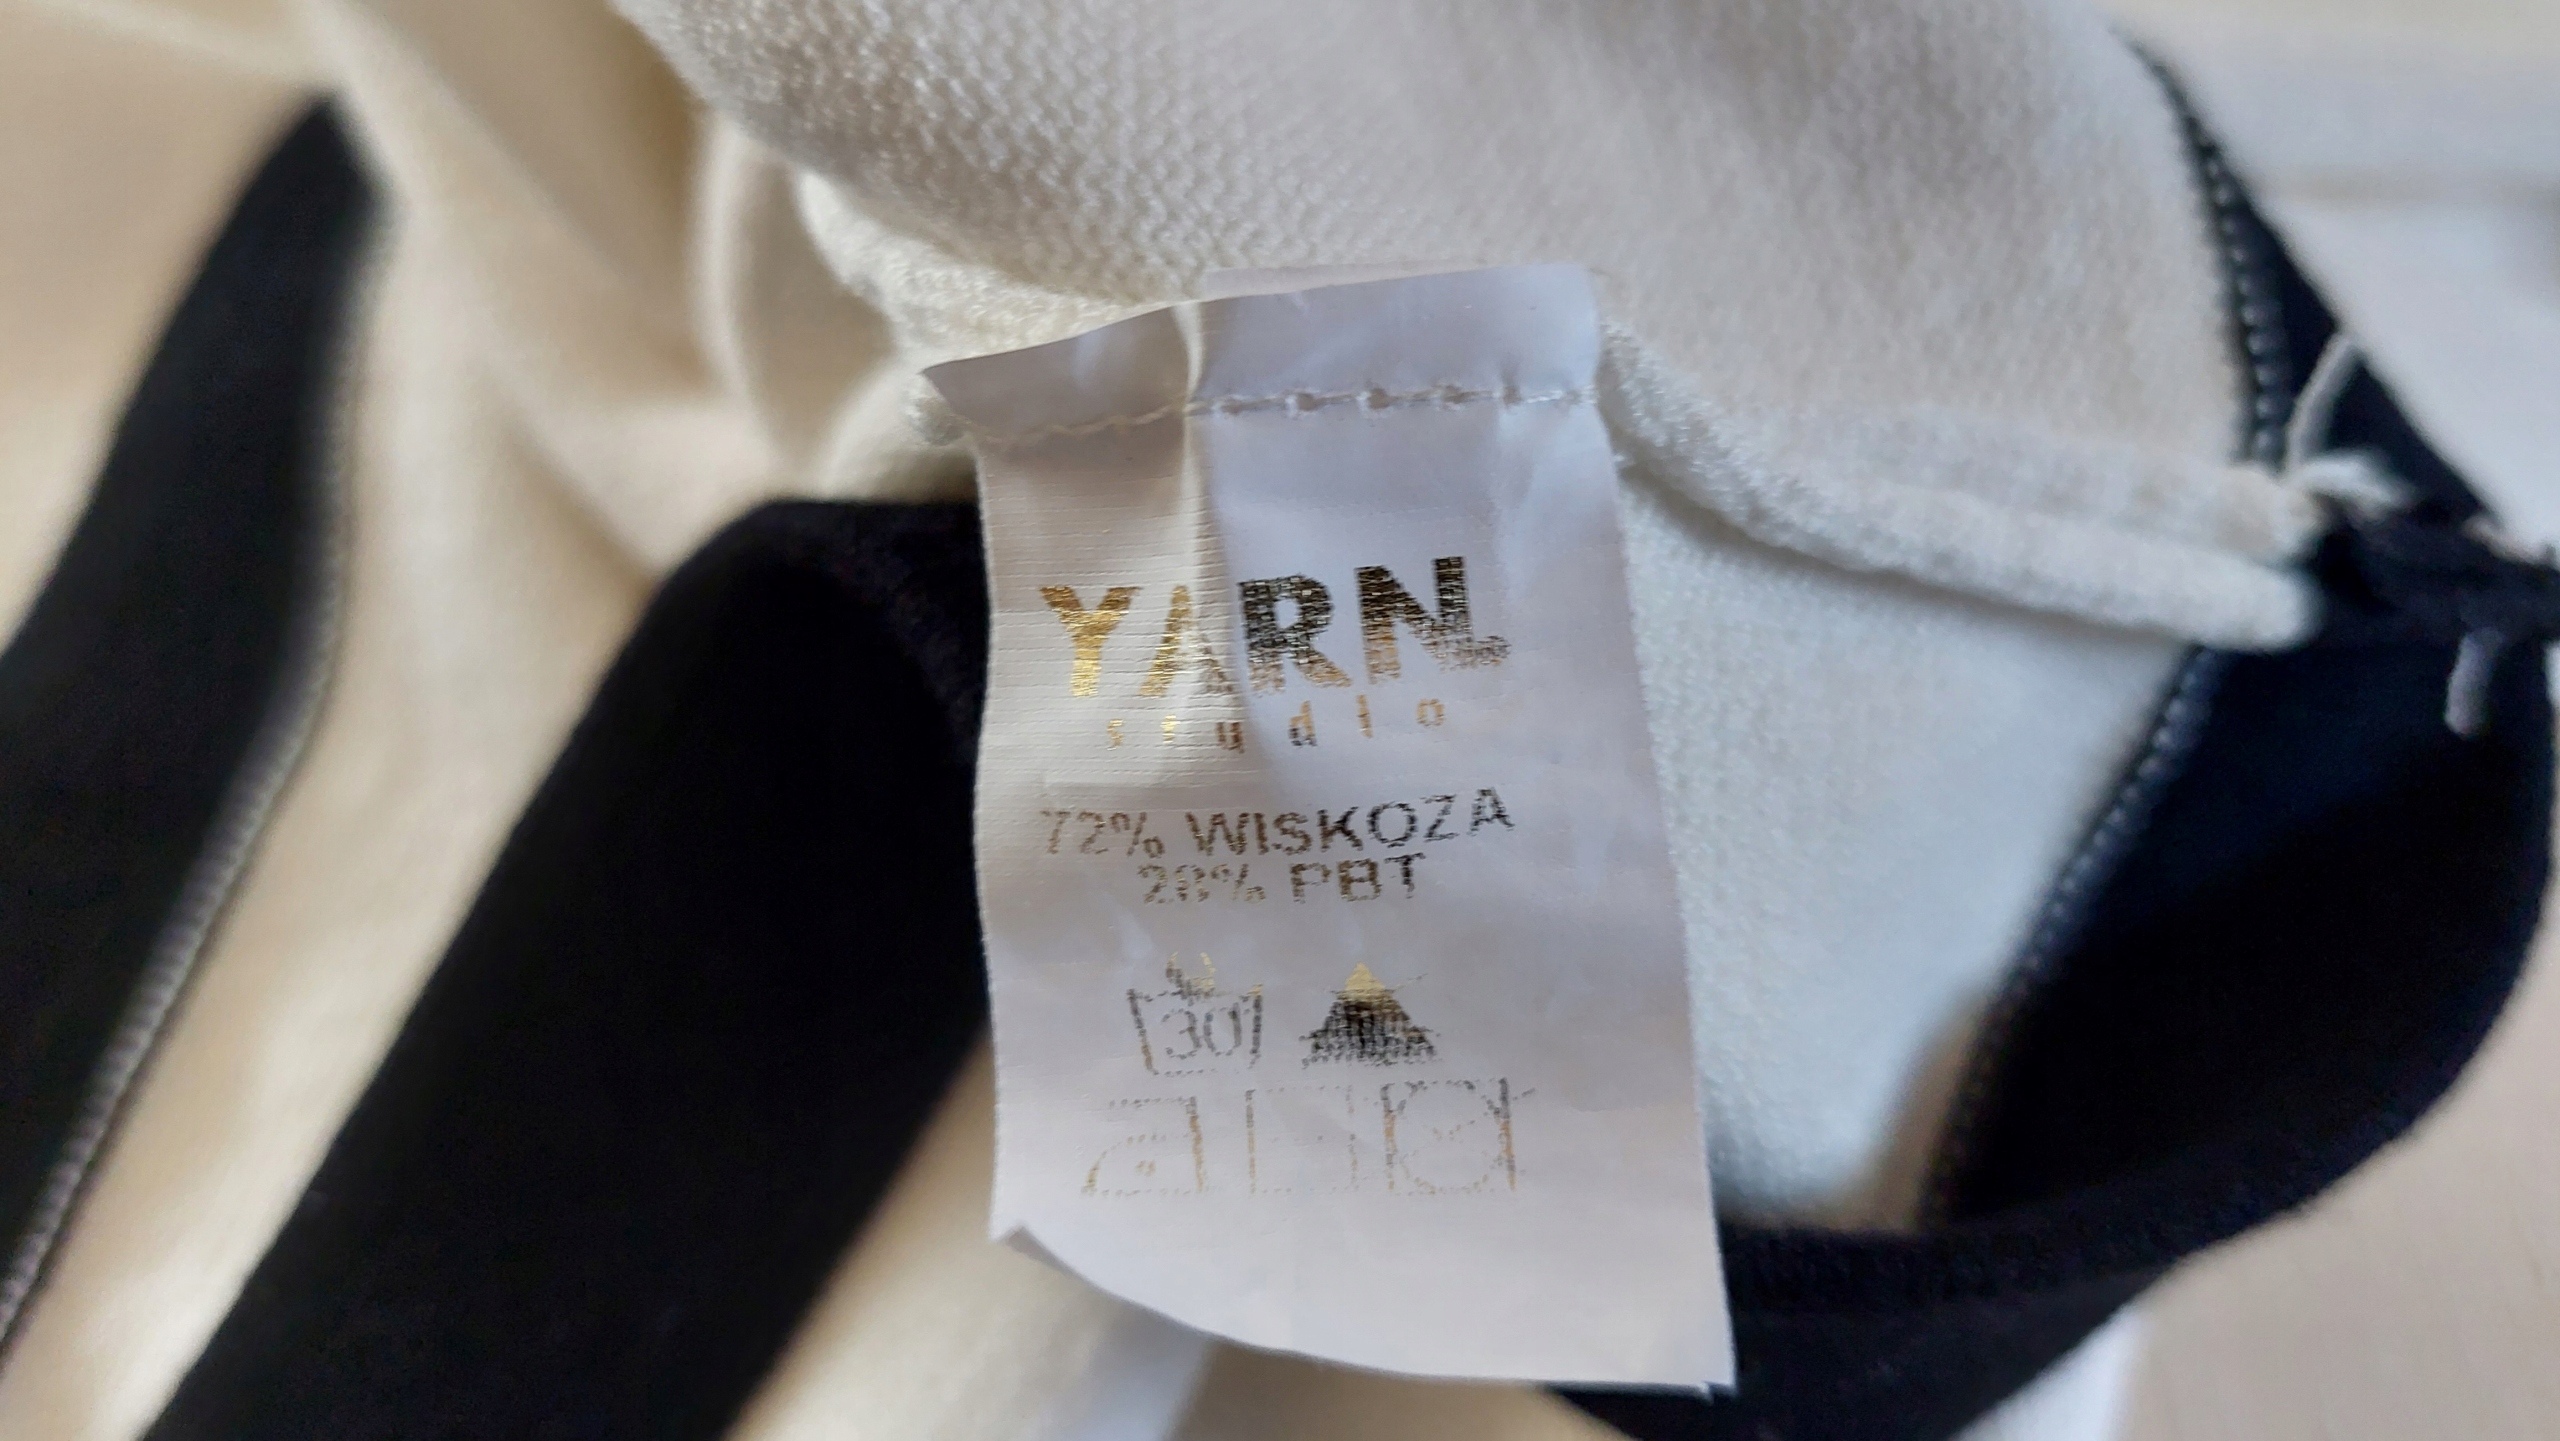 YARN.
studio
72% WISKOZA
28% PBT
30